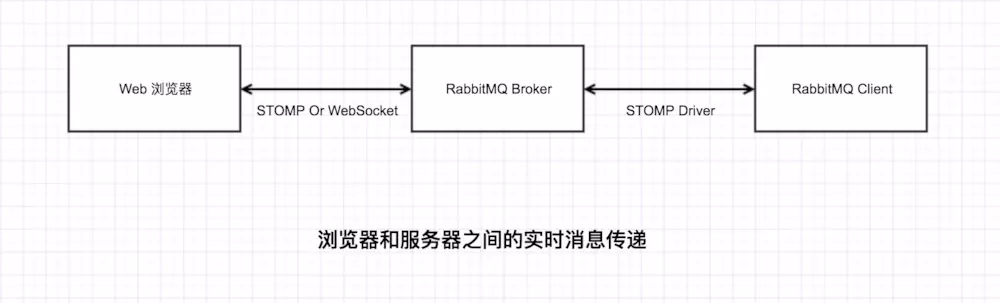 Web 浏览器
STOMP Or WebSocket
RabbitMQ Broker
STOMP Driver
RabbitMQ Client
浏览器和服务器之间的实时消息传递